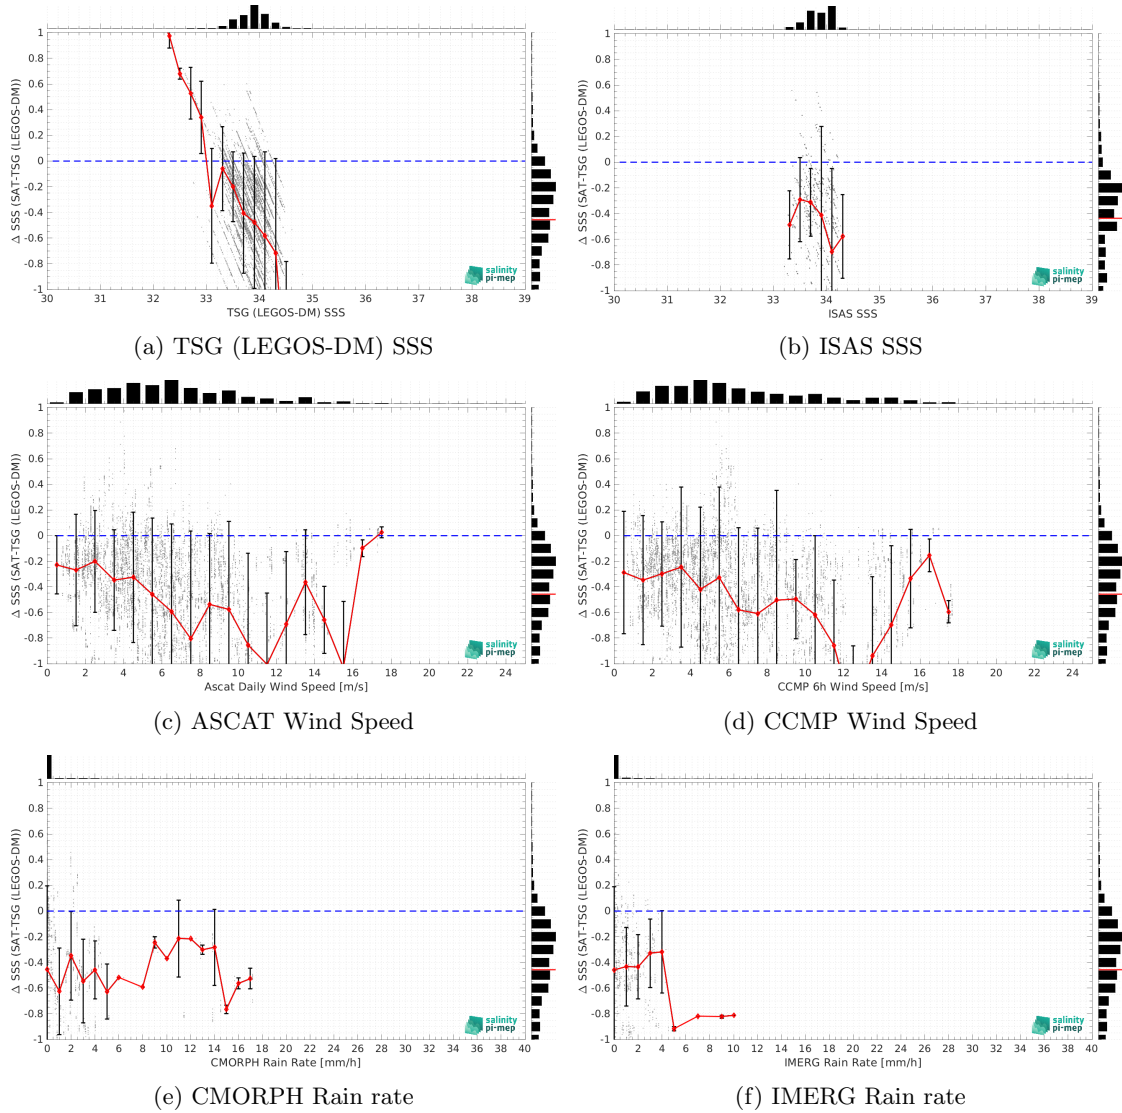 Δ SSS (SAT-TSG (LEGOS-DM))
1
0.8
0.6
0.4
0.2
0
-0.2
-0.4
-0.6
-0.8
-1
30 31 32 33 34 35 36 37 38 39
TSG (LEGOS-DM) SSS
salinity
pi-mep
(a) TSG (LEGOS-DM) SSS
Δ SSS (SAT-TSG (LEGOS-DM))
1
0.8
0.6
0.4
0.2
0
-0.2
-0.4
-0.6
-0.8
-1
30 31 32 33 34 35 36 37 38 39
ISAS SSS
salinity
pi-mep
(b) ISAS SSS
Δ SSS (SAT-TSG (LEGOS-DM))
1
0.8
0.6
0.4
0.2
0
-0.2
-0.4
-0.6
-0.8
-1
0 2 4 6 8 10 12 14 16 18 20 22 24
Ascat Daily Wind Speed [m/s]
salinity
pi-mep
(c) ASCAT Wind Speed
Δ SSS (SAT-TSG (LEGOS-DM))
1
0.8
0.6
0.4
0.2
0
-0.2
-0.4
-0.6
-0.8
-1
0 2 4 6 8 10 12 14 16 18 20 22 24
CCMP 6h Wind Speed [m/s]
salinity
pi-mep
(d) CCMP Wind Speed
Δ SSS (SAT-TSG (LEGOS-DM))
1
0.8
0.6
0.4
0.2
0
-0.2
-0.4
-0.6
-0.8
-1
0 2 4 6 8 10 12 14 16 18 20 22 24 26 28 30 32 34 36 38 40
CMORPH Rain Rate [mm/h]
salinity
pi-mep
(e) CMORPH Rain rate
Δ SSS (SAT-TSG (LEGOS-DM))
1
0.8
0.6
0.4
0.2
0
-0.2
-0.4
-0.6
-0.8
-1
0 2 4 6 8 10 12 14 16 18 20 22 24 26 28 30 32 34 36 38 40
IMERG Rain Rate [mm/h]
salinity
pi-mep
(f) IMERG Rain rate